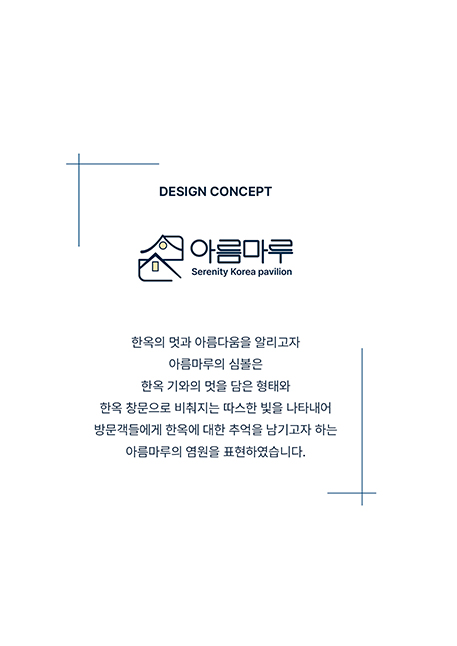 DESIGN CONCEPT
아름마루
Serenity Korea pavilion
한옥의 멋과 아름다움을 알리고자
아름마루의 심볼은
한옥 기와의 멋을 담은 형태와
한옥 창문으로 비춰지는 따스한 빛을 나타내어
방문객들에게 한옥에 대한 추억을 남기고자 하는
아름마루의 염원을 표현하였습니다.